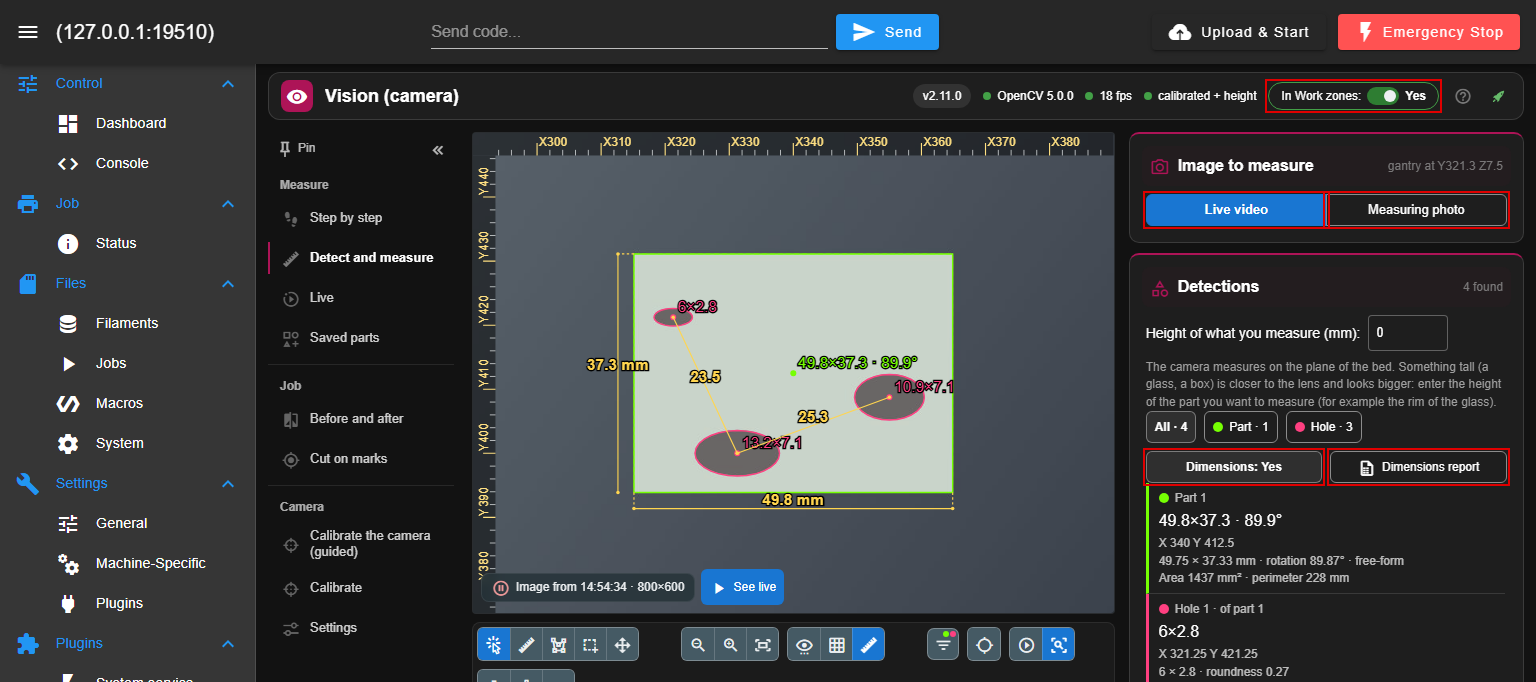 (127.0.0.1:19510)
Send code...
Send
Upload & Start
Emergency Stop
Control
Dashboard
Console
Job
Status
Files
Filaments
Jobs
Macros
System
Settings
General
Machine-Specific
Plugins
Plugins
System service
Vision (camera)
v2.11.0
OpenCV 5.0.0
18 fps
calibrated + height
In Work zones:
Yes
Pin
Measure
Step by step
Detect and measure
Live
Saved parts
Job
Before and after
Cut on marks
Camera
Calibrate the camera
(guided)
Calibrate
Settings
X300
X310
X320
X330
X340
X350
X360
X370
X380
Y440
Y430
Y420
Y410
Y400
Y390
Y380
6×2.8
37.3 mm
23.5
49.8×37.3 · 89.9°
10.9×7.1
25.3
13.2×7.1
49.8 mm
Image from 14:54:34 · 800×600
See live
Image to measure
gantry at Y321.3 Z7.5
Live video
Measuring photo
Detections
4 found
Height of what you measure (mm):
0
The camera measures on the plane of the bed. Something tall (a
glass, a box) is closer to the lens and looks bigger: enter the height
of the part you want to measure (for example the rim of the glass).
All · 4
Part · 1
Hole · 3
Dimensions: Yes
Dimensions report
Part 1
49.8×37.3 · 89.9°
X 340 Y 412.5
49.75 × 37.33 mm · rotation 89.87° · free-form
Area 1437 mm² · perimeter 228 mm
Hole 1 · of part 1
6×2.8
X 321.25 Y 421.25
6 × 2.8 · roundness 0.27